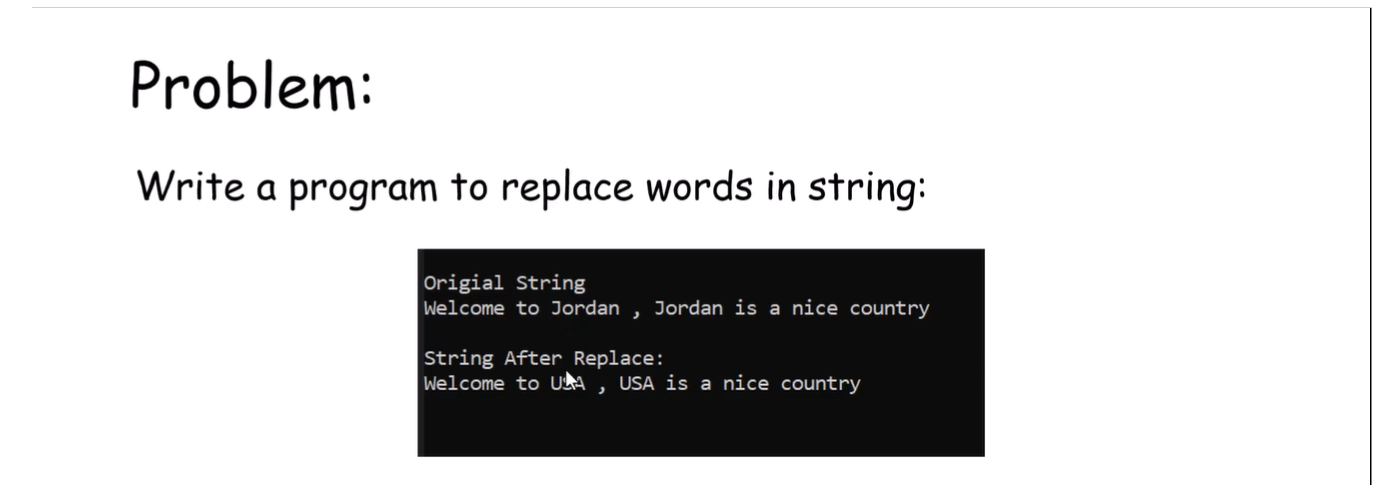 Problem:
Write a program to replace words in string:
Origial String
Welcome to Jordan , Jordan is a nice country
String After Replace:
Welcome to USA , USA is a nice country